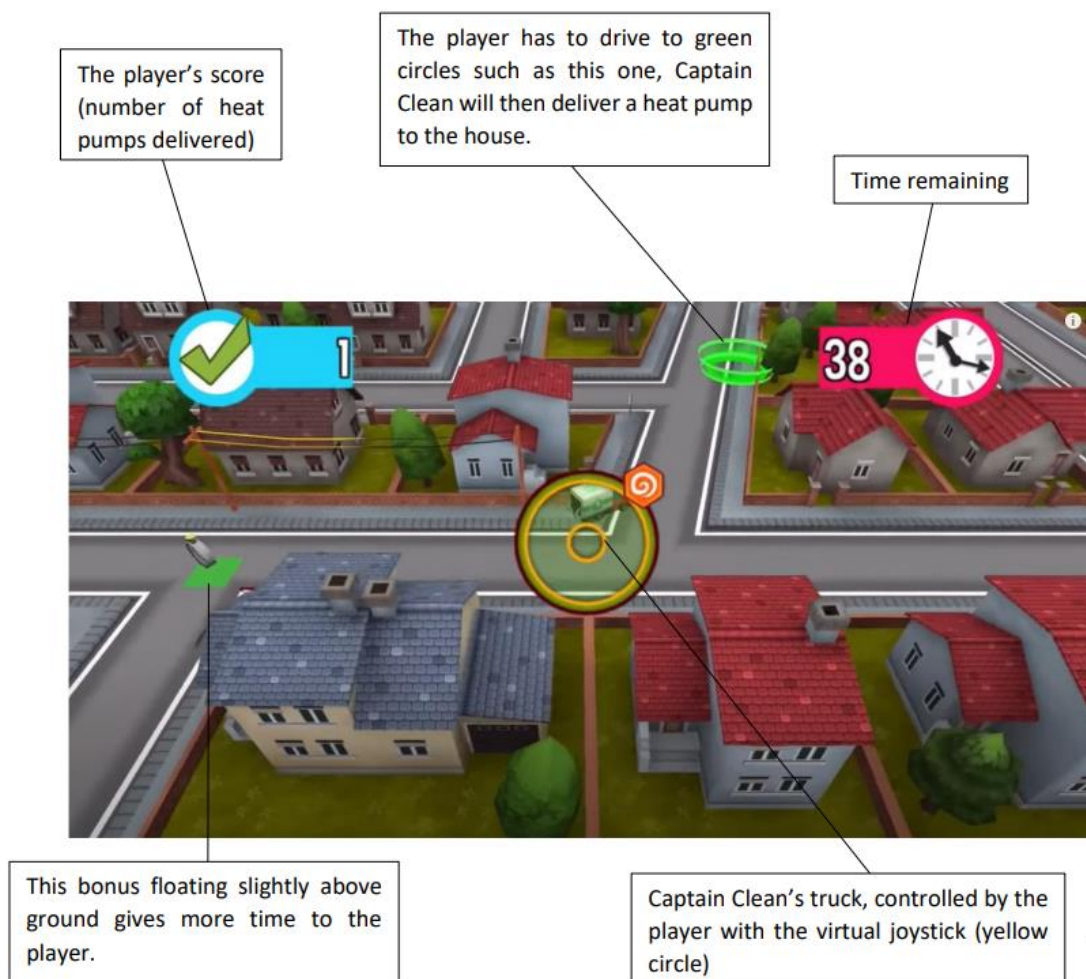 The player's score
(number of heat
pumps delivered)
The player has to drive to green
circles such as this one, Captain
Clean will then deliver a heat pump
to the house.
Time remaining
1
38
i
This bonus floating slightly above
ground gives more time to the
player.
Captain Clean's truck, controlled by the
player with the virtual joystick (yellow
circle)